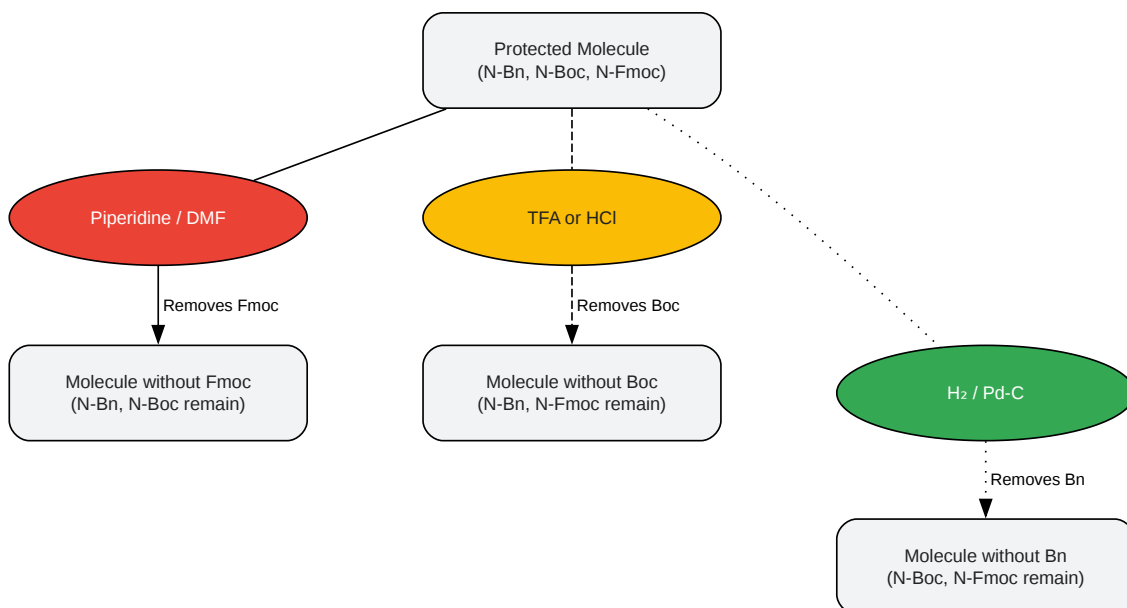 Protected Molecule
(N-Bn, N-Boc, N-Fmoc)
Piperidine / DMF
TFA or HCl
Removes Fmoc
Removes Boc
Molecule without Fmoc
(N-Bn, N-Boc remain)
Molecule without Boc
(N-Bn, N-Fmoc remain)
H₂ / Pd-C
Removes Bn
Molecule without Bn
(N-Boc, N-Fmoc remain)